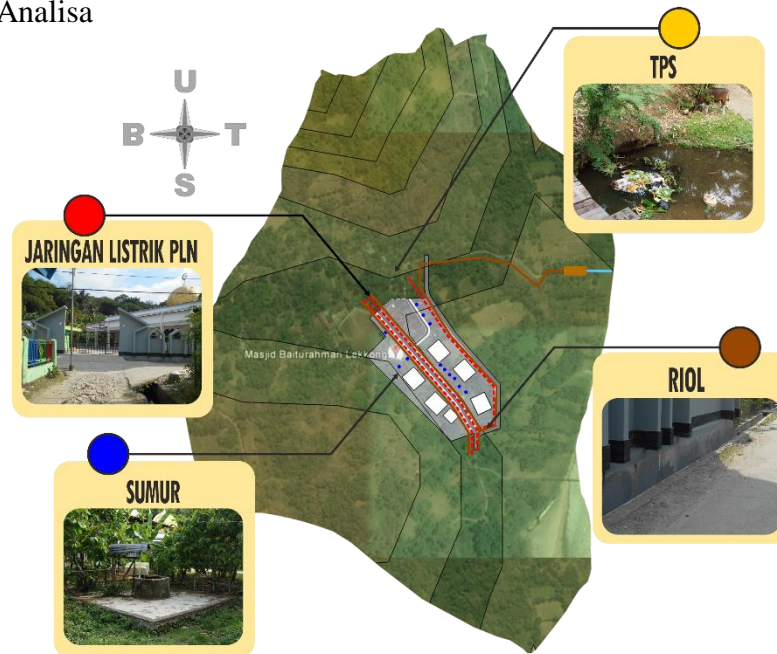 Analisa
TPS
U
B T
S
JARINGAN LISTRIK PLN
Masjid Baiturahman Lekkong
RIOL
SUMUR